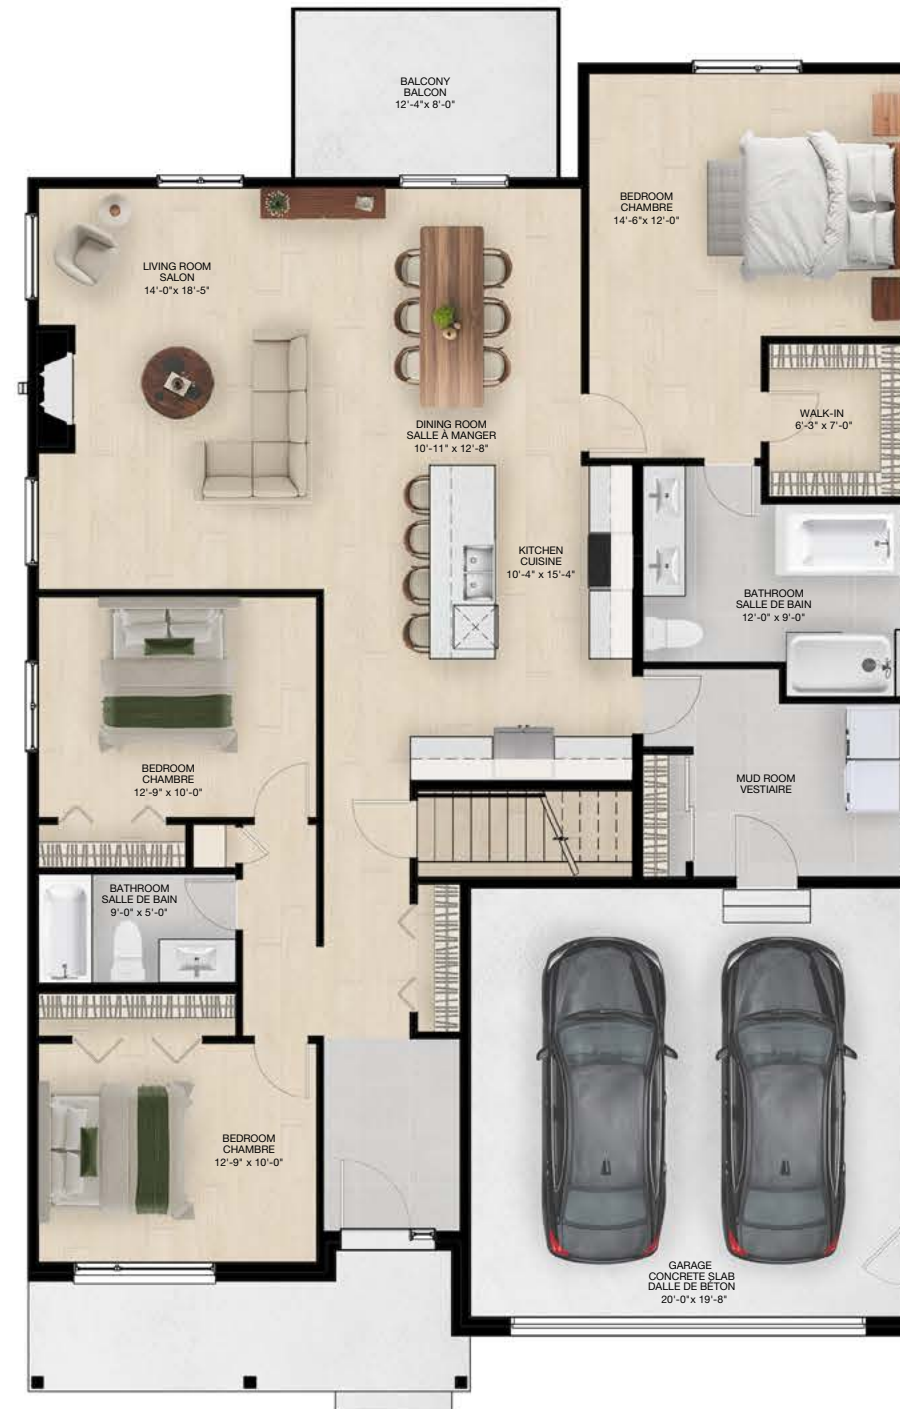 BALCONY
BALCON
12'-4"x 8'-0"
BEDROOM
CHAMBRE
14'-6"x 12'-0"
LIVING ROOM
SALON
14'-0"x 18'-5"
WALK-IN
6'-3" x 7'-0"
DINING ROOM
SALLE À MANGER
10'-11" x 12'-8"
KITCHEN
CUISINE
10'-4" x 15'-4"
BATHROOM
SALLE DE BAIN
12'-0" x 9'-0"
BEDROOM
CHAMBRE
12'-9" x 10'-0"
MUD ROOM
VESTIAIRE
BATHROOM
SALLE DE BAIN
9'-0" x 5'-0"
BEDROOM
CHAMBRE
12'-9" x 10'-0"
GARAGE
CONCRETE SLAB
DALLE DE BÉTON
20'-0"x 19'-8"